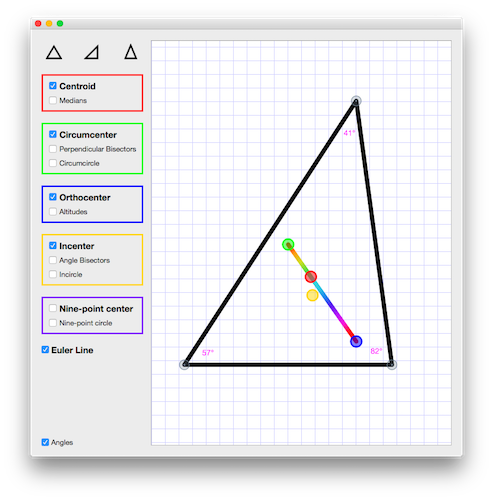 Centroid
Medians
Circumcenter
Perpendicular Bisectors
Circumcircle
Orthocenter
Altitudes
Incenter
Angle Bisectors
Incircle
Nine-point center
Nine-point circle
Euler Line
Angles
41°
57°
82°